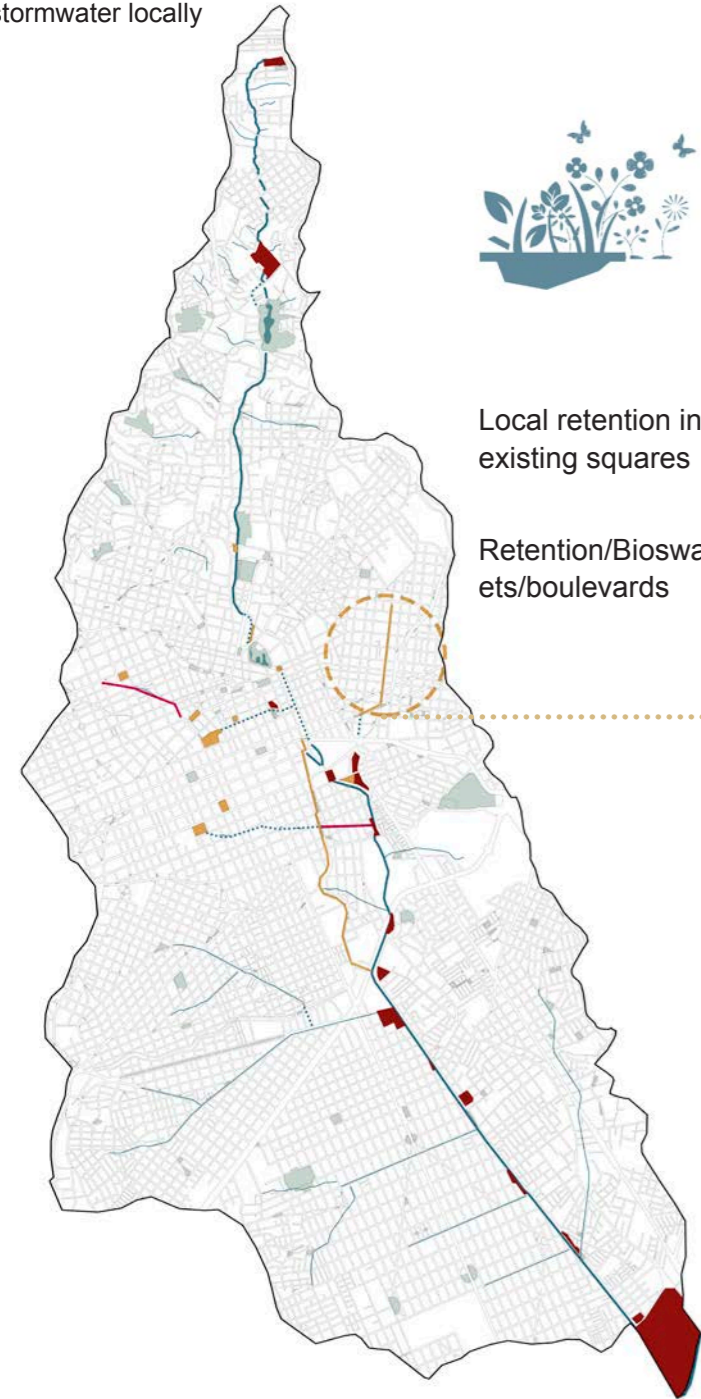 stormwater locally
Local retention in
existing squares
Retention/Bioswa
ets/boulevards